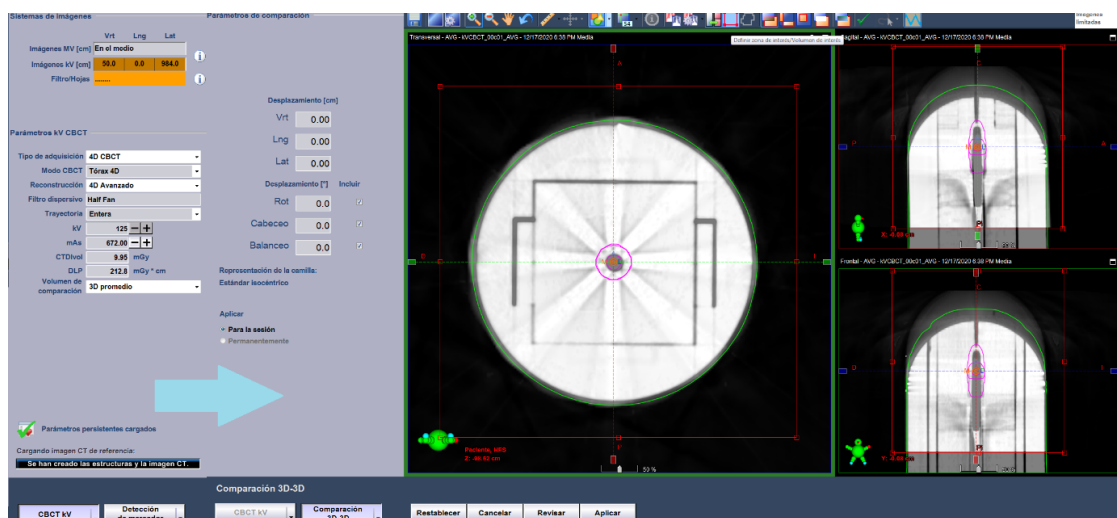 Sistemas de imágenes
Vrt Lng Lat
Imágenes MV [cm] En el medio
Imágenes kV [cm] 50.0 0.0 984.0
Filtro/Hojas ........
Parámetros kV CBCT
Tipo de adquisición 4D CBCT
Modo CBCT Tórax 4D
Reconstrucción 4D Avanzado
Filtro dispersivo Half Fan
Trayectoria Entera
kV 125
mAs 672.00
CTDIvol 9.95 mGy
DLP 212.8 mGy * cm
Volumen de comparación 3D promedio
Parámetros persistentes cargados
Cargando imagen CT de referencia:
Se han creado las estructuras y la imagen CT.
CBCT kV
Detección
Parámetros de comparación
Desplazamiento [cm]
Vrt 0.00
Lng 0.00
Lat 0.00
Desplazamiento [°] Incluir
Rot 0.0
Cabeceo 0.0
Balanceo 0.0
Representación de la camilla:
Estándar isocéntrico
Aplicar
Para la sesión
Permanentemente
Comparación 3D-3D
CBCT kV
Comparación
3D-3D
Restablecer Cancelar Revisar Aplicar
Define zona de interés/Volumen de interés
imágenes
limitadas
Transversal - AVG - kVCBCT_00c01_AVG - 12/17/2020 6:38 PM Media
A
D
I
P
Paciente, HFS
50 %
Sagital - AVG - kVCBCT_00c01_AVG - 12/17/2020 6:38 PM Media
Frontal - AVG - kVCBCT_00c01_AVG - 12/17/2020 6:38 PM Media